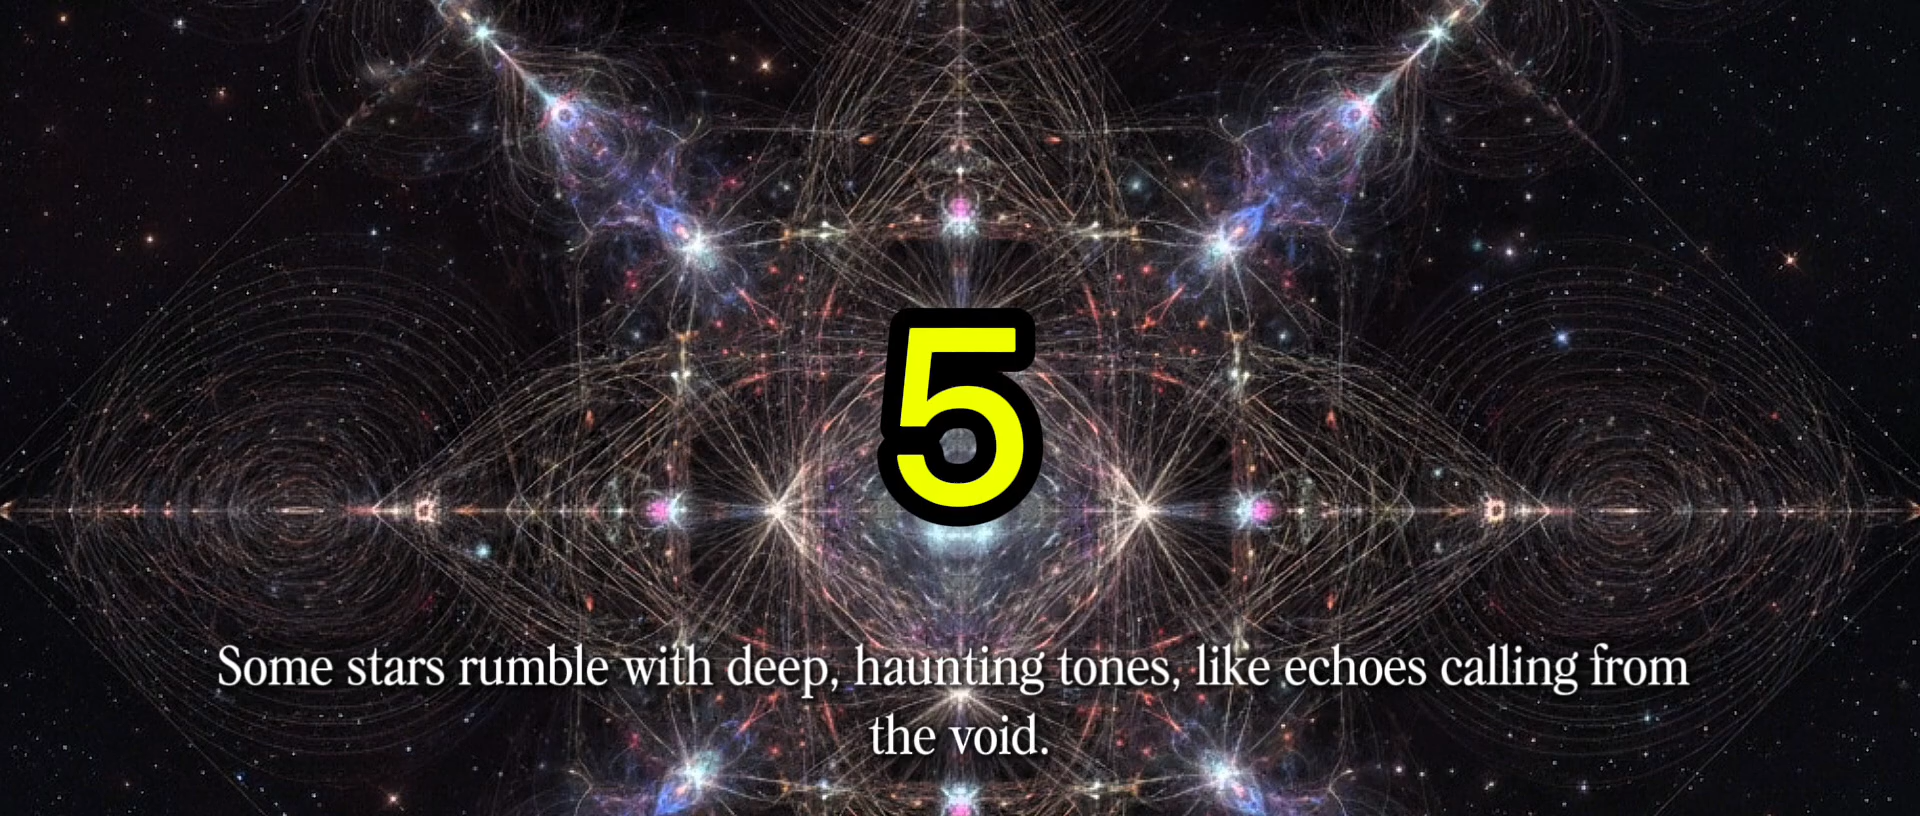 5
Some stars rumble with deep, haunting tones, like echoes calling from
the void.